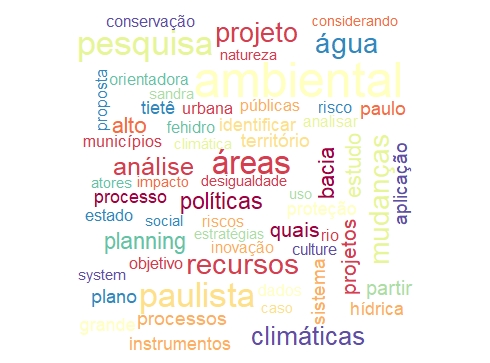 conservação
considerando
projeto
pesquisa
água
natureza
ambiental
proposta
orientadora
sandra
tietê
urbana
públicas
risco
paulo
alto
fehidro
identificar
analisar
municípios
climática
território
bacia
estudo
mudanças
aplicação
análise
áreas
atores
impacto
desigualdade
processo
políticas
uso
proteção
estado
social
riscos
quais
rio
planning
estratégias
inovação
culture
projetos
system
objetivo
recursos
sistema
partir
plano
paulista
dados
hídrica
grande
processos
caso
instrumentos
climáticas